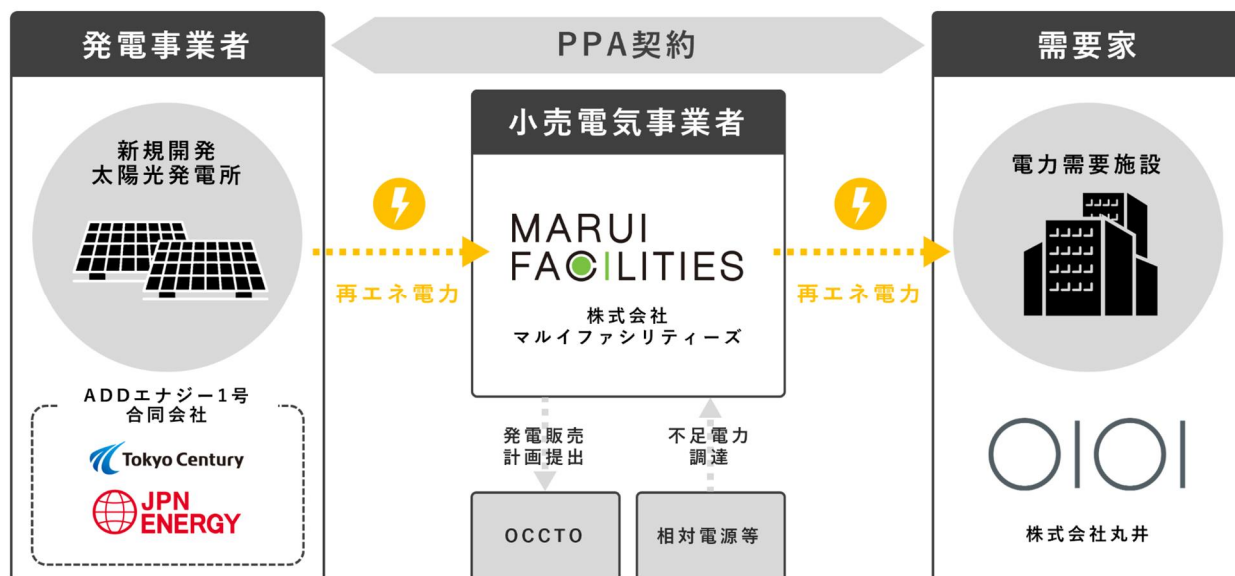 発電事業者
PPA契約
需要家
新規開発
太陽光発電所
ADDエナジー1号
合同会社
Tokyo Century
JPN
ENERGY
再エネ電力
小売電気事業者
MARUI
FACILITIES
株式会社
マルイファシリティーズ
発電販売
計画提出
不足電力
調達
OCCTO
相対電源等
再エネ電力
電力需要施設
OIOI
株式会社丸井